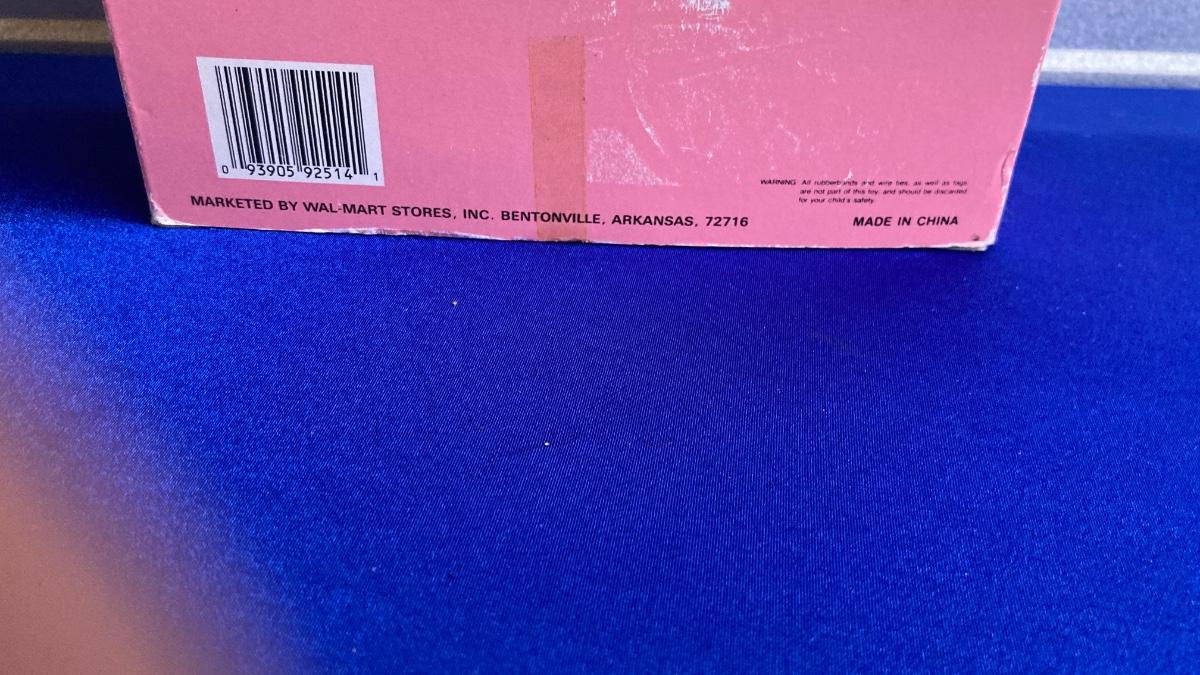 0 93905 92514 1
MARKETED BY WAL-MART STORES, INC. BENTONVILLE, ARKANSAS, 72716
WARNING All rubberbands and wire ties, as well as tags
are not part of this toy, and should be discarded
for your child's safety.
MADE IN CHINA